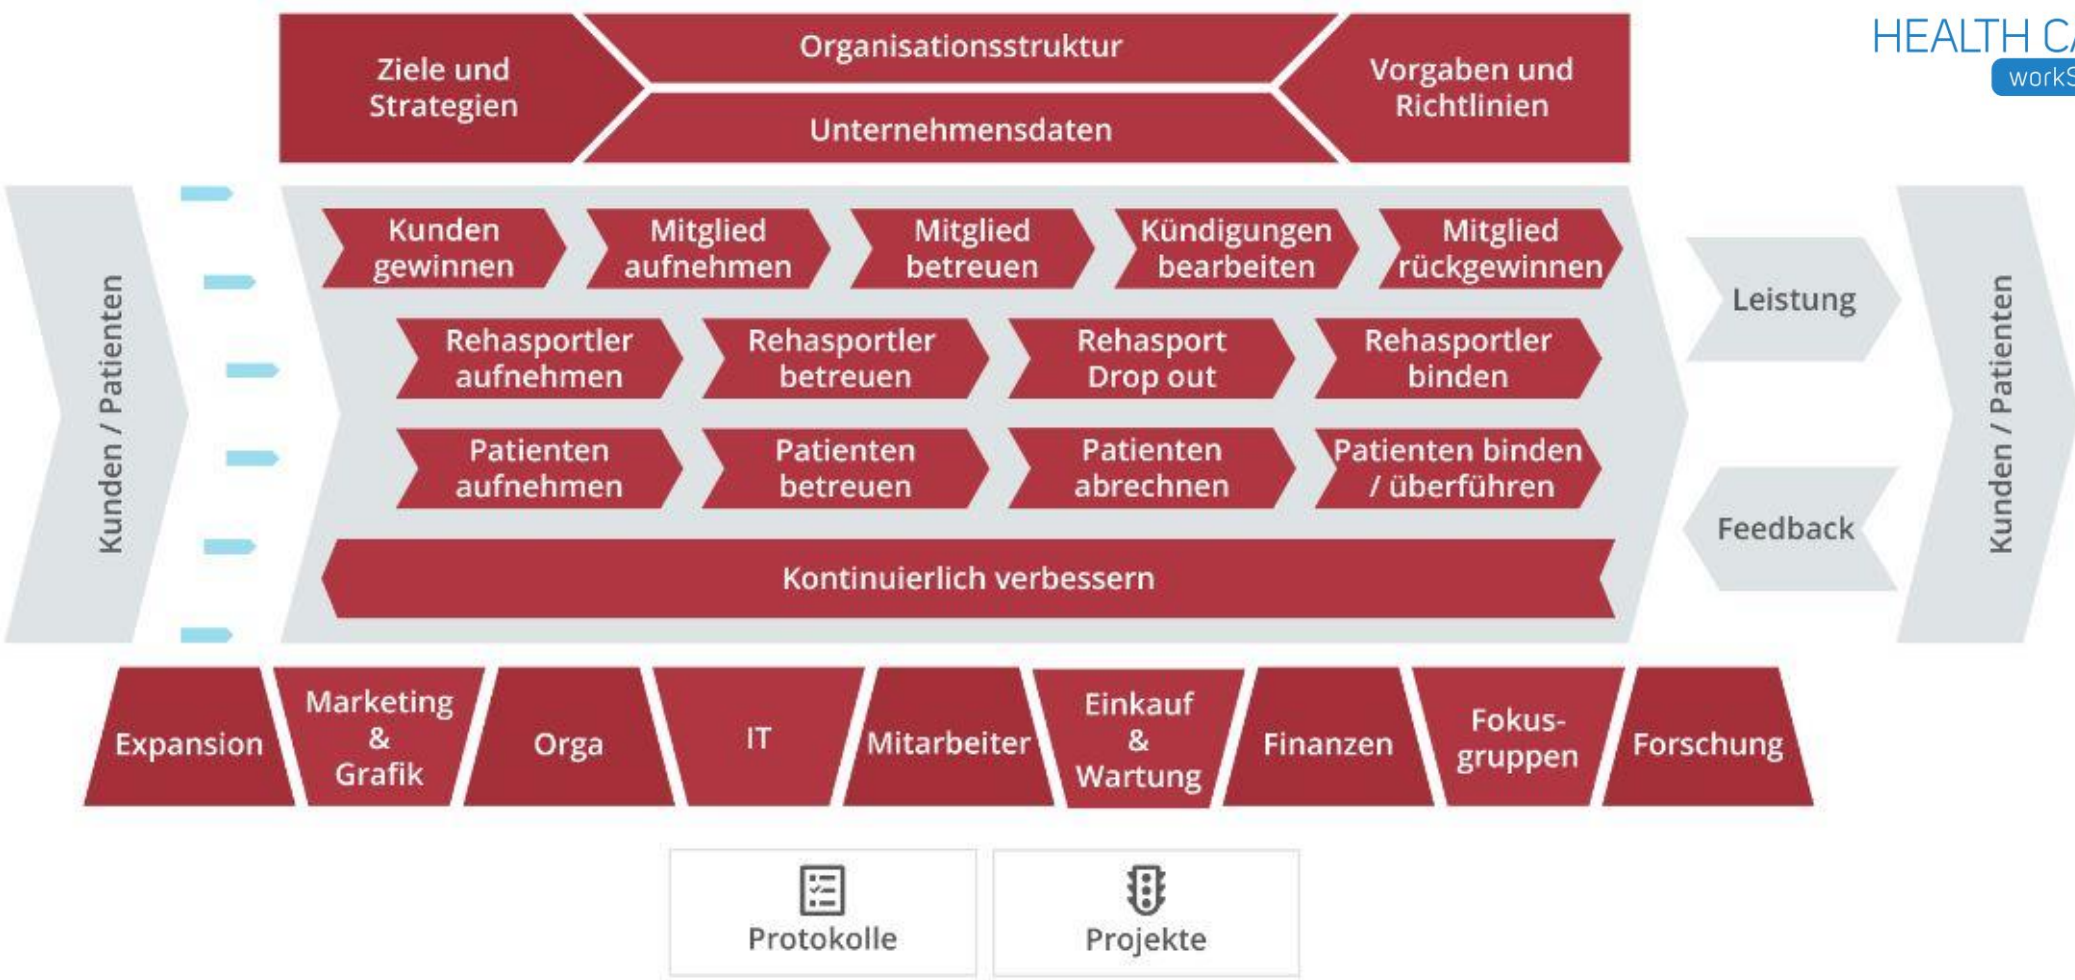 HEALTH CA
workS
Ziele und
Strategien
Organisationsstruktur
Unternehmensdaten
Vorgaben und
Richtlinien
Kunden / Patienten
Kunden
gewinnen
Mitglied
aufnehmen
Mitglied
betreuen
Kündigungen
bearbeiten
Mitglied
rückgewinnen
Rehasportler
aufnehmen
Rehasportler
betreuen
Rehasport
Drop out
Rehasportler
binden
Patienten
aufnehmen
Patienten
betreuen
Patienten
abrechnen
Patienten binden
/ überführen
Kontinuierlich verbessern
Leistung
Feedback
Kunden / Patienten
Expansion
Marketing
&
Grafik
Orga
IT
Mitarbeiter
Einkauf
&
Wartung
Finanzen
Fokus-
gruppen
Forschung
Protokolle
Projekte